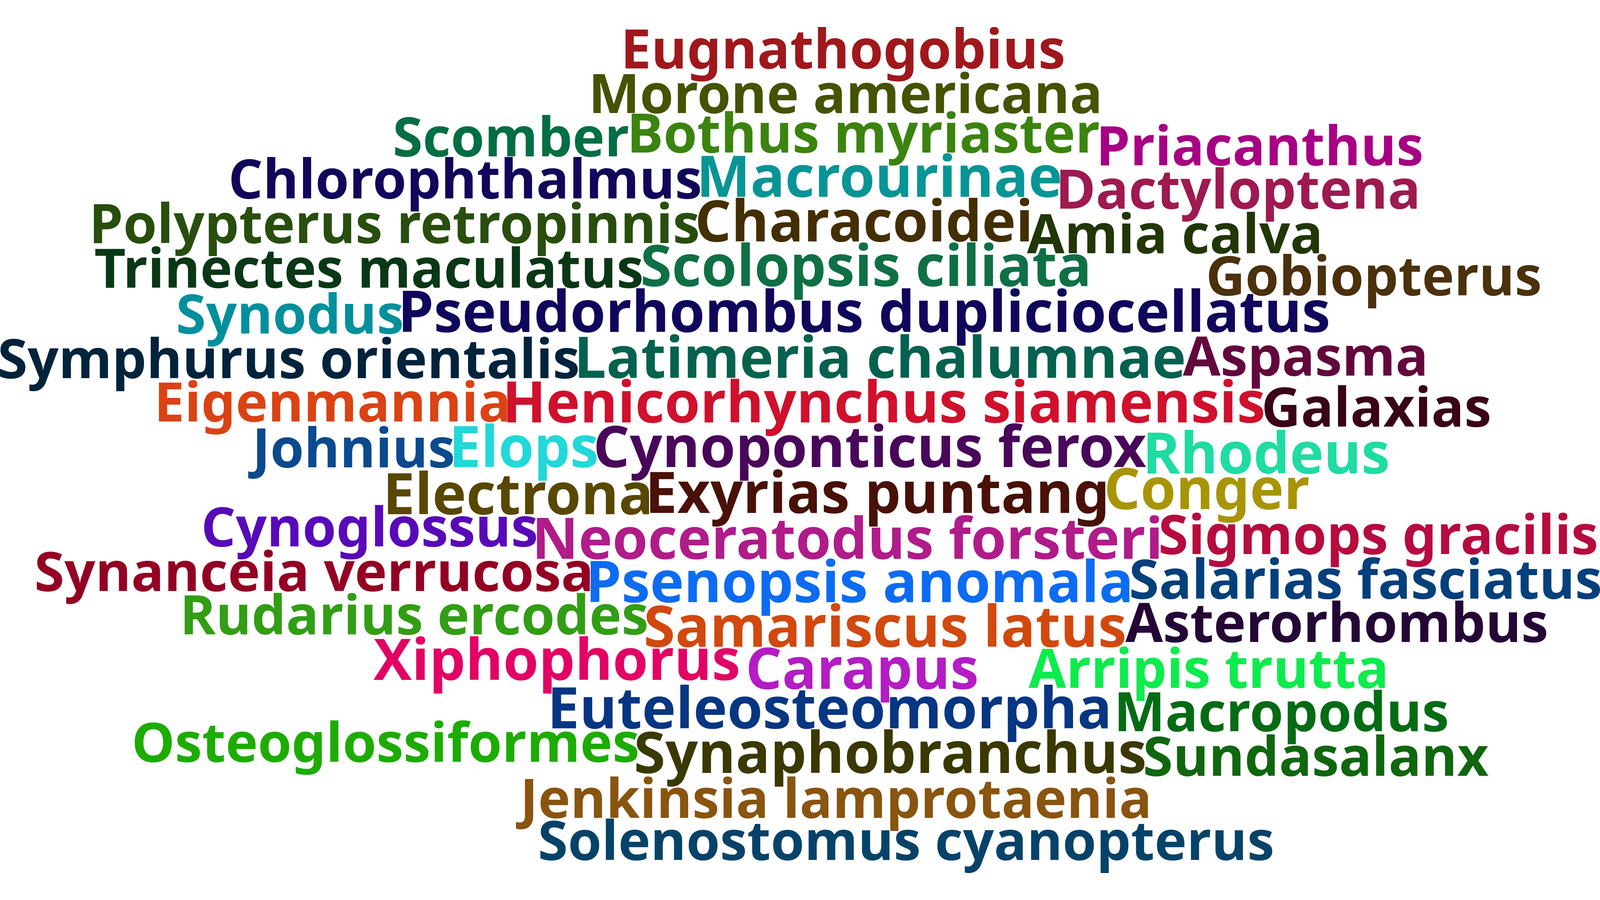 Eugnathogobius
Morone americana
Scomber Bothus myriaster Priacanthus
Chlorophthalmus Macrourinae Dactyloptena
Polypterus retropinnis Characoidei Amia calva
Trinectes maculatus Scolopsis ciliata Gobiopterus
Synodus Pseudorhombus dupliciocellatus
Symphurus orientalis Latimeria chalumnae Aspasma
Eigenmannia Henicorhynchus siamensis Galaxias
Johnius Elops Cynoponticus ferox Rhodeus
Electrona Exyrias puntang Conger
Cynoglossus Neoceratodus forsteri Sigmops gracilis
Synanceia verrucosa Psenopsis anomala Salarias fasciatus
Rudarius ercodes Samariscus latus Asterorhombus
Xiphophorus Carapus Arripis trutta
Euteleosteomorpha Macropodus
Osteoglossiformes Synaphobranchus Sundasalanx
Jenkinsia lamprotaenia
Solenostomus cyanopterus